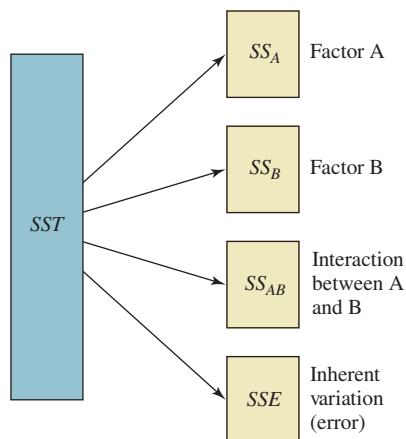 SS_A Factor A
SS_B Factor B
SST
SS_AB Interaction
between A
and B
SSE Inherent
variation
(error)